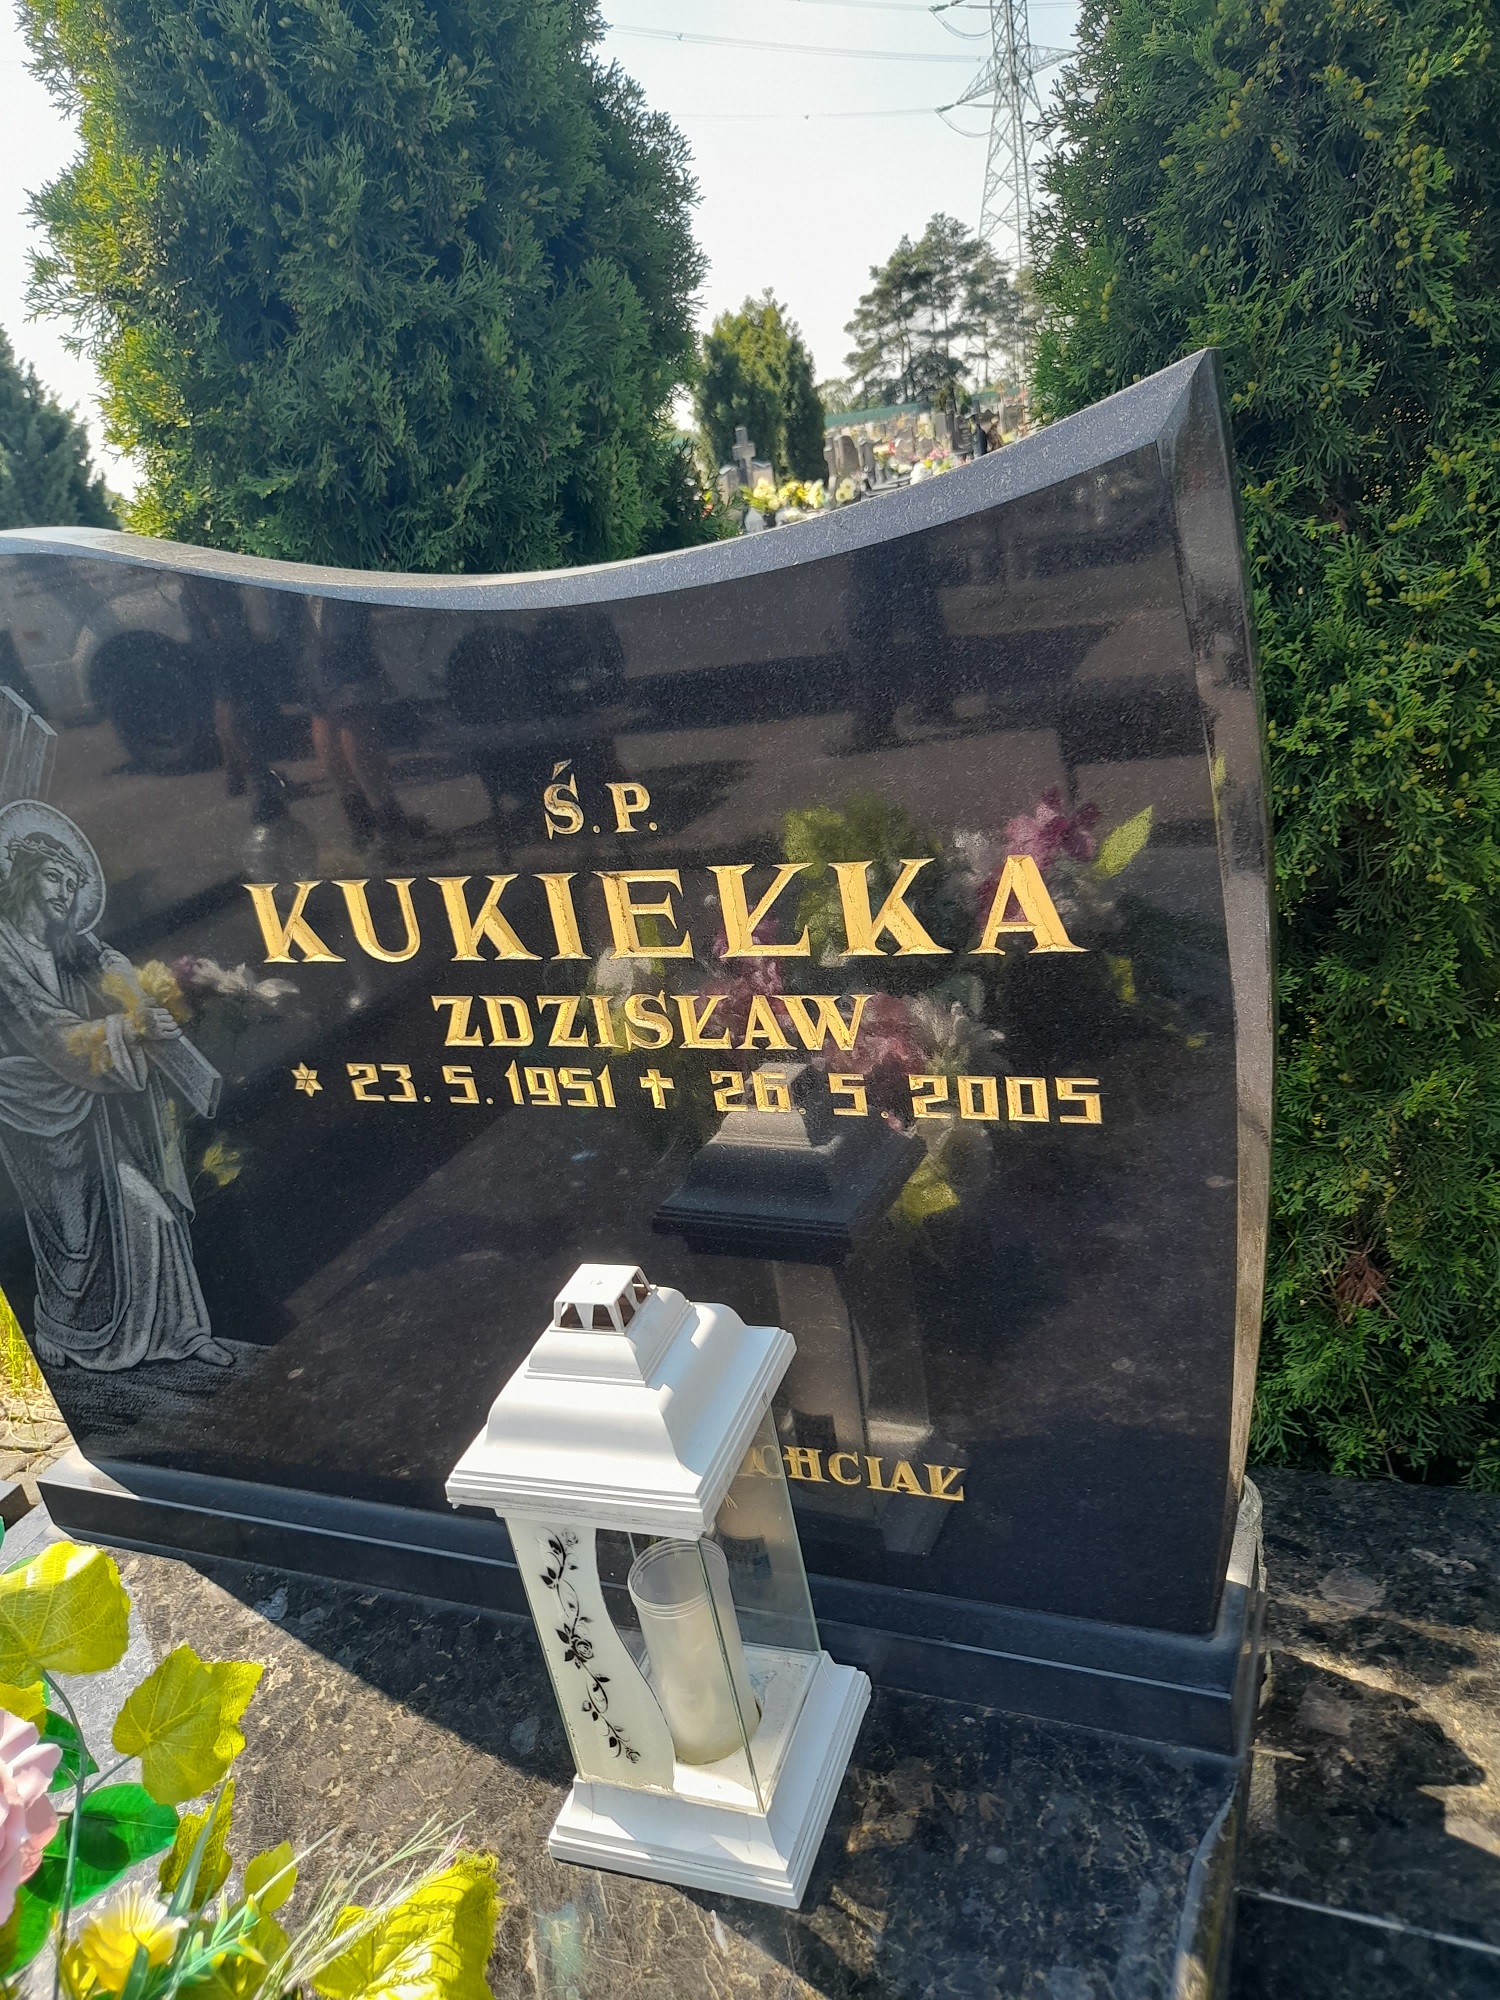 Ś.P.
KUKIEŁKA
ZDZISŁAW
* 23.5.1951 ✝ 26.5.2005